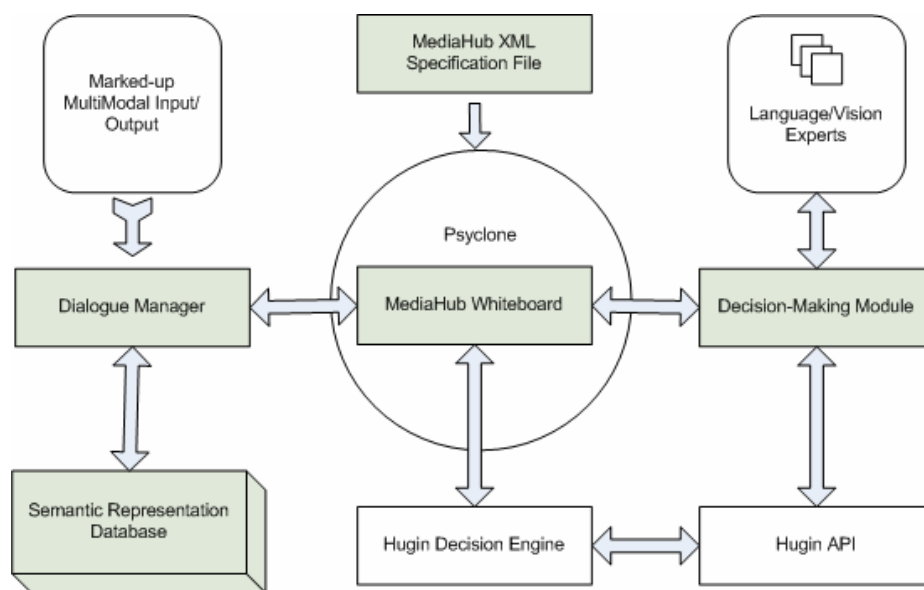 Marked-up
MultiModal Input/
Output
MediaHub XML
Specification File
Language/Vision
Experts
Psyclone
Dialogue Manager
MediaHub Whiteboard
Decision-Making Module
Semantic Representation
Database
Hugin Decision Engine
Hugin API